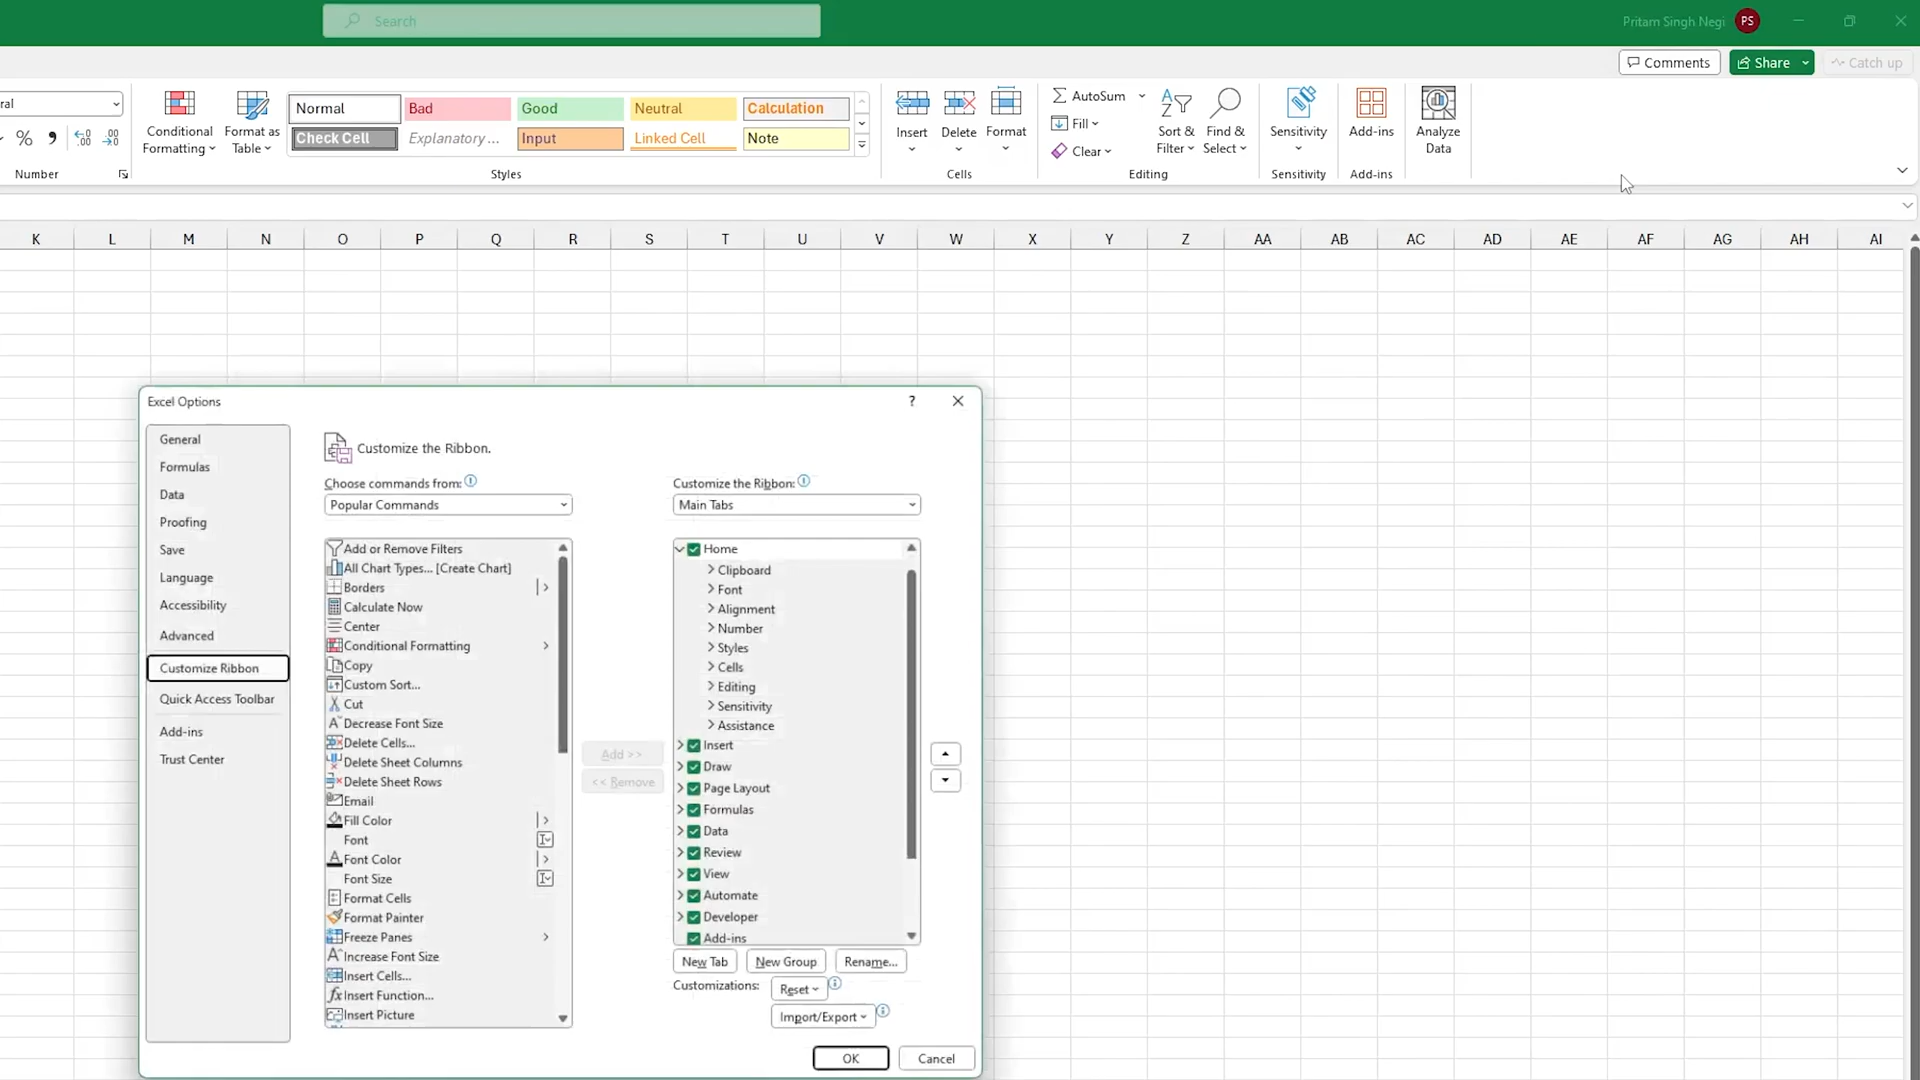 Search
Pritam Singh Negi
PS
Comments
Share
Catch up
ral
Conditional
Formatting
Format as
Table
Normal
Bad
Good
Neutral
Calculation
Check Cell
Explanatory ...
Input
Linked Cell
Note
Insert
Delete
Format
AutoSum
Fill
Clear
Sort &
Filter
Find &
Select
Sensitivity
Add-ins
Analyze
Data
Number
Styles
Cells
Editing
Sensitivity
Add-ins
K L M N O P Q R S T U V W X Y Z AA AB AC AD AE AF AG AH AI
Excel Options
?
General
Formulas
Data
Proofing
Save
Language
Accessibility
Advanced
Customize Ribbon
Quick Access Toolbar
Add-ins
Trust Center
Customize the Ribbon.
Choose commands from:
Popular Commands
Add or Remove Filters
All Chart Types... [Create Chart]
Borders
Calculate Now
Center
Conditional Formatting
Copy
Custom Sort...
Cut
Decrease Font Size
Delete Cells...
Delete Sheet Columns
Delete Sheet Rows
Email
Fill Color
Font
Font Color
Font Size
Format Cells
Format Painter
Freeze Panes
Increase Font Size
Insert Cells...
Insert Function...
Insert Picture
Add >>
<< Remove
Customize the Ribbon:
Main Tabs
Home
Clipboard
Font
Alignment
Number
Styles
Cells
Editing
Sensitivity
Assistance
Insert
Draw
Page Layout
Formulas
Data
Review
View
Automate
Developer
Add-ins
New Tab
New Group
Rename...
Customizations:
Reset
Import/Export
OK
Cancel